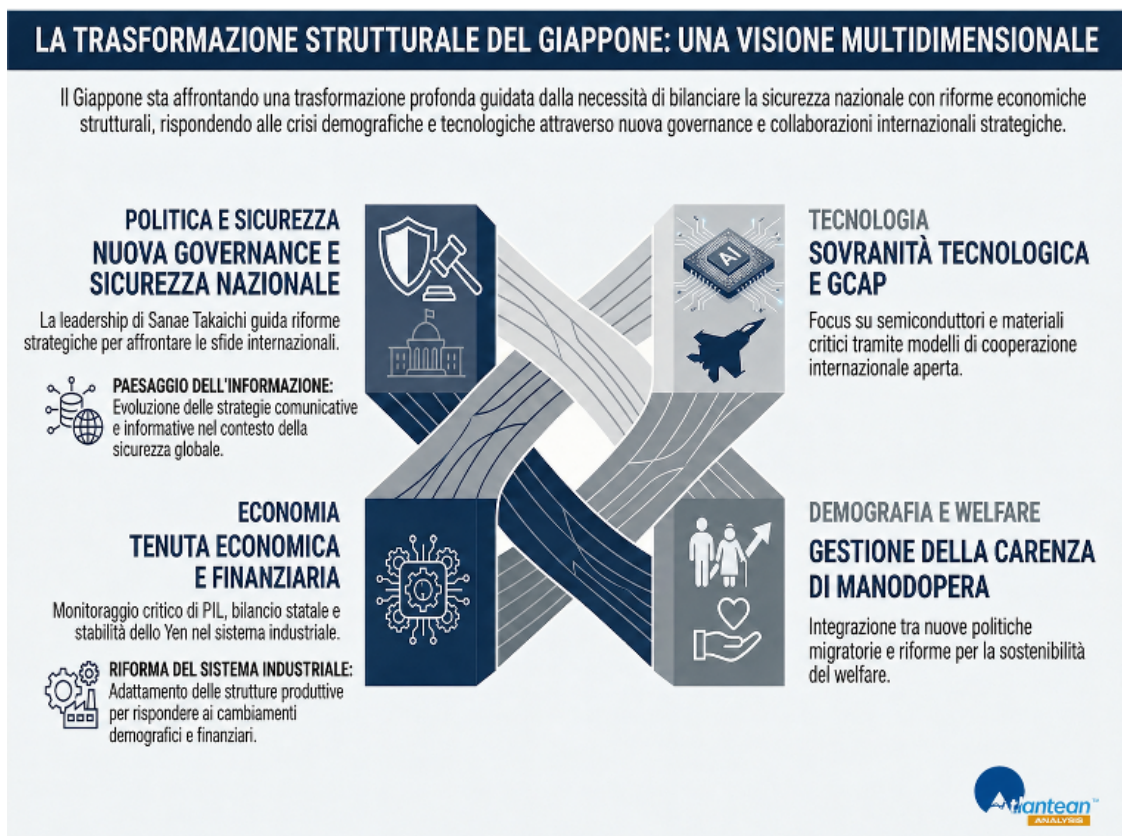 LA TRASFORMAZIONE STRUTTURALE DEL GIAPPONE: UNA VISIONE MULTIDIMENSIONALE
Il Giappone sta affrontando una trasformazione profonda guidata dalla necessità di bilanciare la sicurezza nazionale con riforme economiche
strutturali, rispondendo alle crisi demografiche e tecnologiche attraverso nuova governance e collaborazioni internazionali strategiche.
POLITICA E SICUREZZA
NUOVA GOVERNANCE E
SICUREZZA NAZIONALE
La leadership di Sanae Takaichi guida riforme
strategiche per affrontare le sfide internazionali.
PAESAGGIO DELL'INFORMAZIONE:
Evoluzione delle strategie comunicative
e informative nel contesto della
sicurezza globale.
TECNOLOGIA
SOVRANITÀ TECNOLOGICA
E GCAP
Focus su semiconduttori e materiali
critici tramite modelli di cooperazione
internazionale aperta.
AI
ECONOMIA
TENUTA ECONOMICA
E FINANZIARIA
Monitoraggio critico di PIL, bilancio statale e
stabilità dello Yen nel sistema industriale.
RIFORMA DEL SISTEMA INDUSTRIALE:
Adattamento delle strutture produttive
per rispondere ai cambiamenti
demografici e finanziari.
DEMOGRAFIA E WELFARE
GESTIONE DELLA CARENZA
DI MANODOPERA
Integrazione tra nuove politiche
migratorie e riforme per la sostenibilità
del welfare.
Atlantean™
ANALYSIS